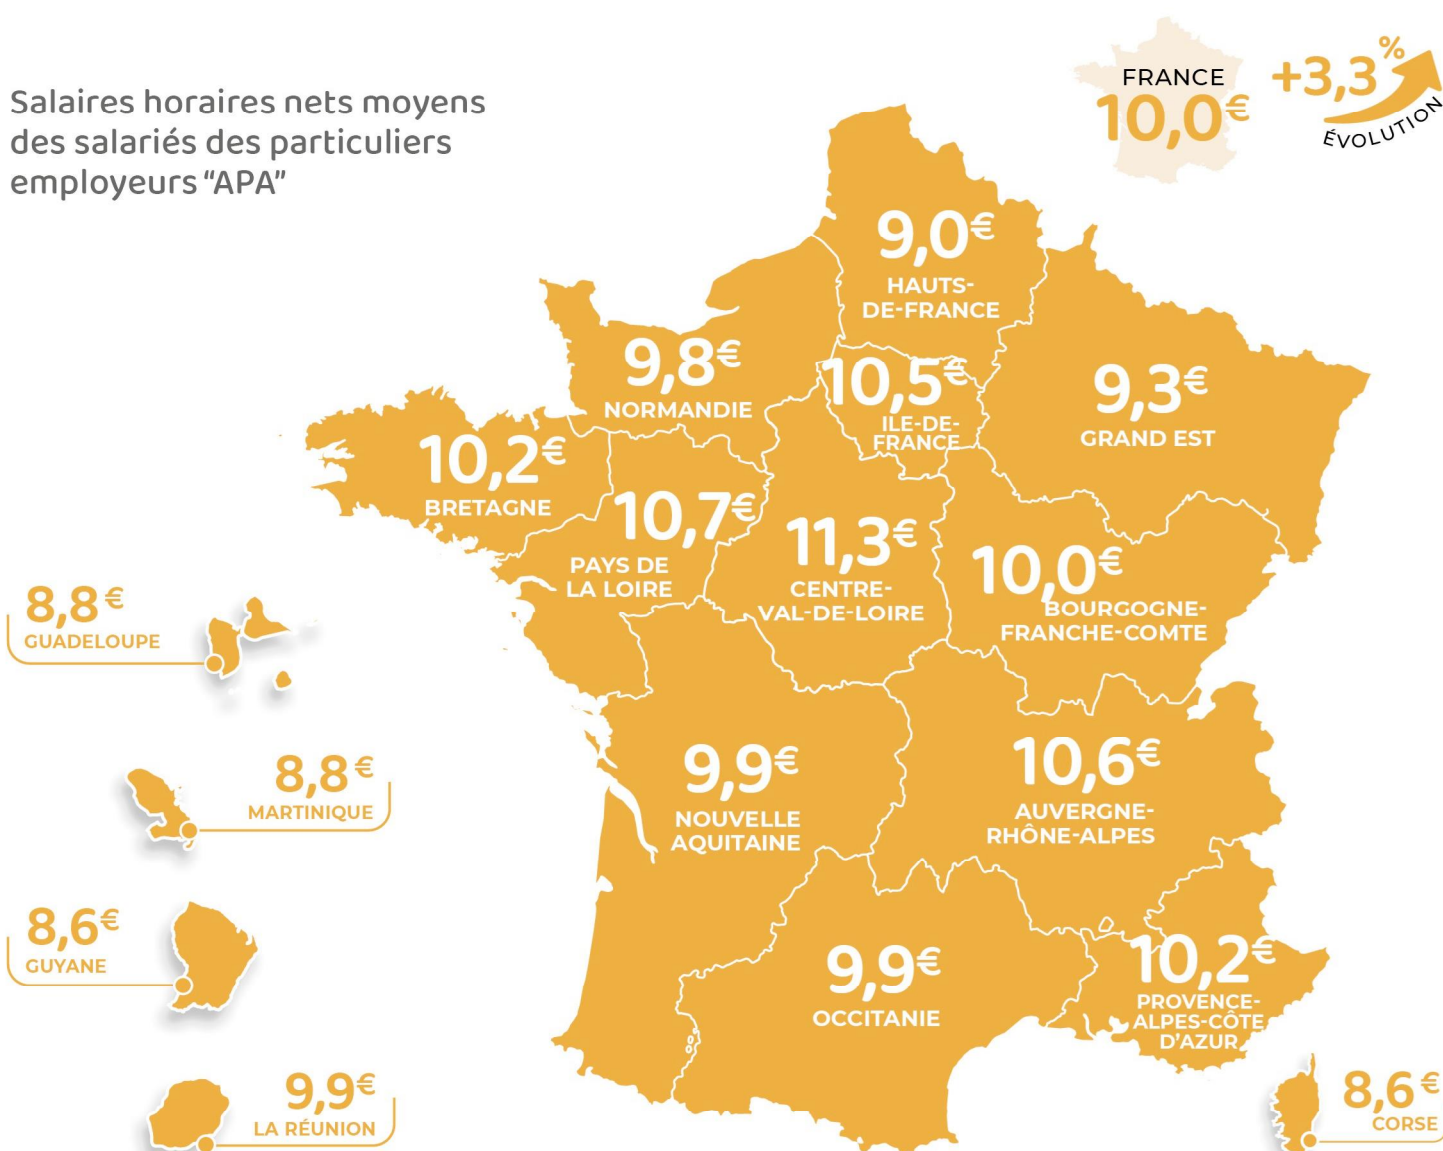 Salaires horaires nets moyens
des salariés des particuliers
employeurs “APA”
FRANCE
10,0€
+3,3%
ÉVOLUTION
9,0€
HAUTS-
DE-FRANCE
9,8€
NORMANDIE
10,5€
ILE-DE-
FRANCE
9,3€
GRAND EST
10,2€
BRETAGNE
10,7€
PAYS DE
LA LOIRE
11,3€
CENTRE-
VAL-DE-LOIRE
10,0€
BOURGOGNE-
FRANCHE-COMTE
8,8€
GUADELOUPE
8,8€
MARTINIQUE
9,9€
NOUVELLE
AQUITAINE
10,6€
AUVERGNE-
RHÔNE-ALPES
8,6€
GUYANE
9,9€
OCCITANIE
10,2€
PROVENCE-
ALPES-CÔTE
D’AZUR
9,9€
LA RÉUNION
8,6€
CORSE